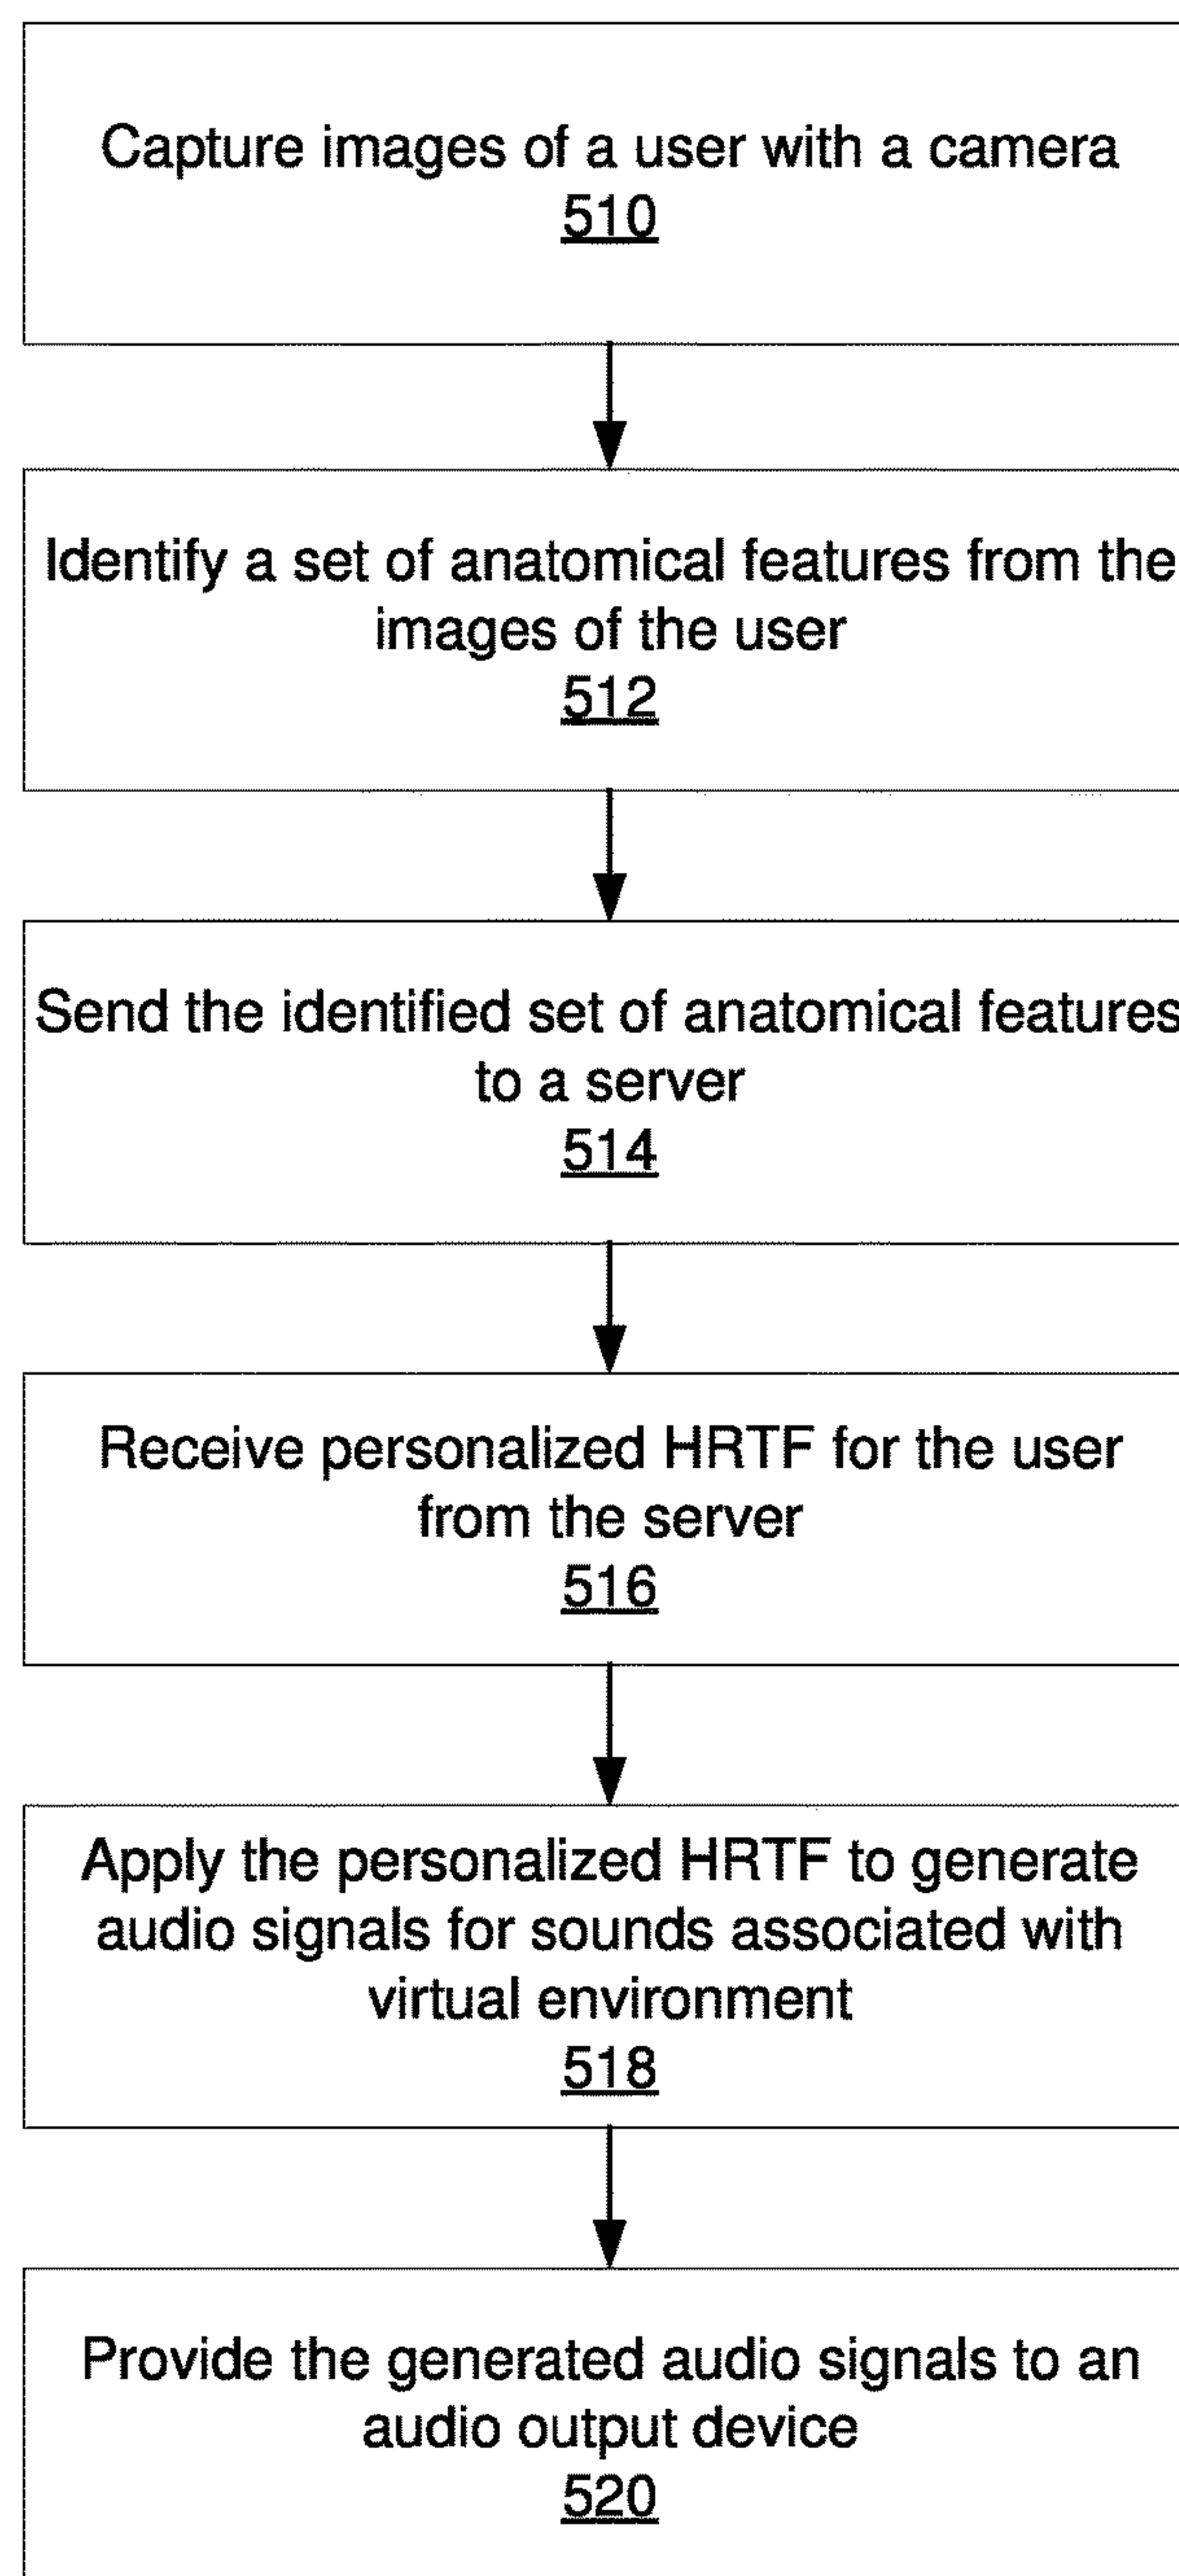 Capture images of a user with a camera
510
Identify a set of anatomical features from the
images of the user
512
Send the identified set of anatomical features
to a server
514
Receive personalized HRTF for the user
from the server
516
Apply the personalized HRTF to generate
audio signals for sounds associated with
virtual environment
518
Provide the generated audio signals to an
audio output device
520